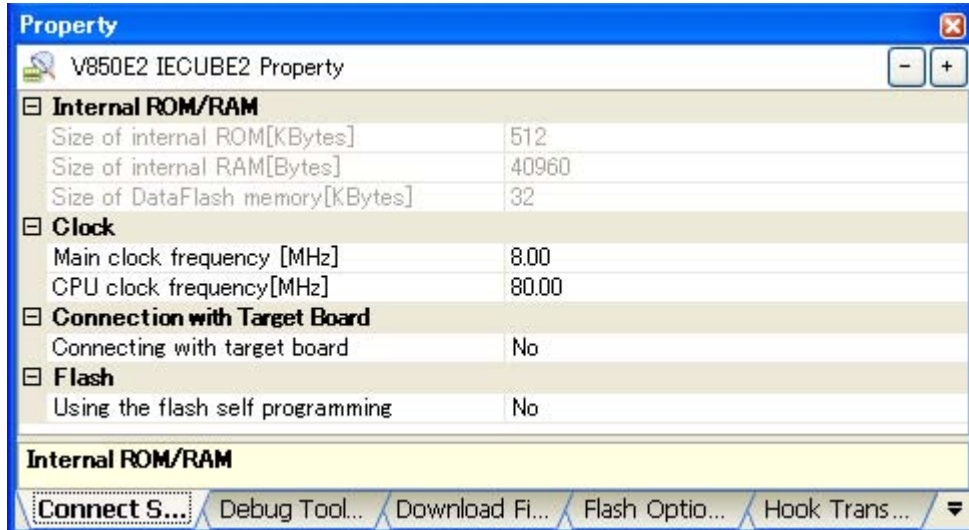 Property
V850E2 IECUBE2 Property
Internal ROM/RAM
Size of internal ROM[KBytes] 512
Size of internal RAM[Bytes] 40960
Size of DataFlash memory[KBytes] 32
Clock
Main clock frequency [MHz] 8.00
CPU clock frequency[MHz] 80.00
Connection with Target Board
Connecting with target board No
Flash
Using the flash self programming No
Internal ROM/RAM
Connect S... Debug Tool... Download Fi... Flash Optio... Hook Trans...